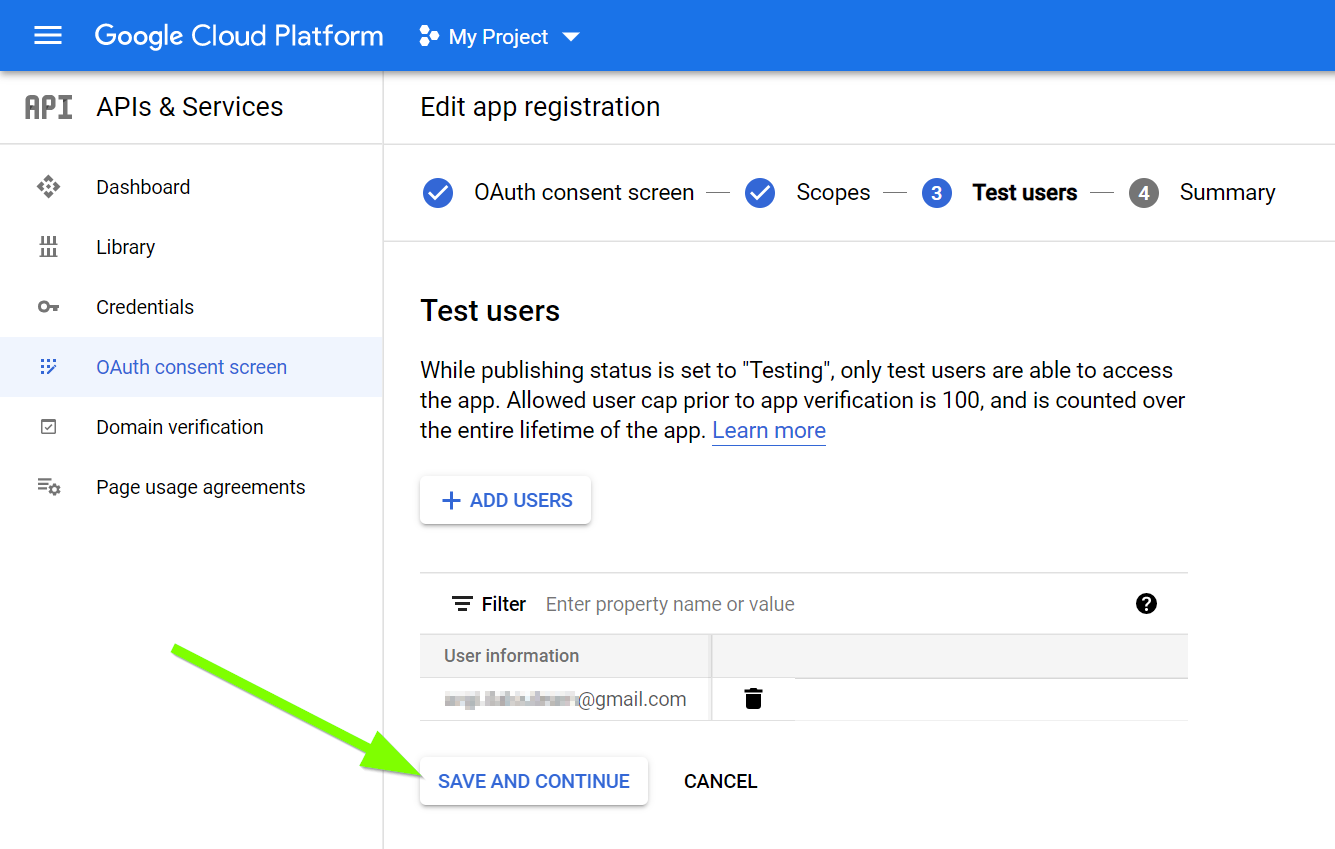 Google Cloud Platform My Project
API APIs & Services
Edit app registration
Dashboard
Library
Credentials
OAuth consent screen
Domain verification
Page usage agreements
OAuth consent screen Scopes 3 Test users 4 Summary
Test users
While publishing status is set to "Testing", only test users are able to access
the app. Allowed user cap prior to app verification is 100, and is counted over
the entire lifetime of the app. Learn more
+ ADD USERS
Filter Enter property name or value ?
User information
@gmail.com
SAVE AND CONTINUE CANCEL